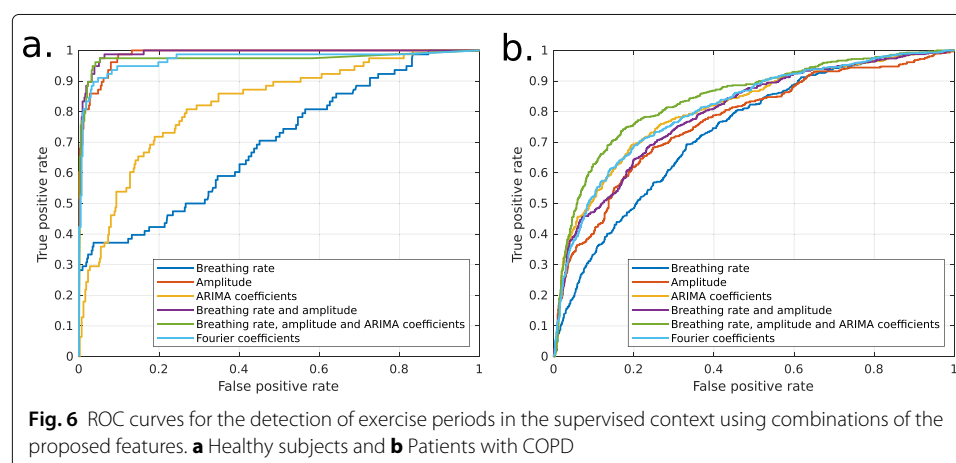 a.
1
0.9
0.8
0.7
0.6
0.5
0.4
0.3
0.2
0.1
0
True positive rate
Breathing rate
Amplitude
ARIMA coefficients
Breathing rate and amplitude
Breathing rate, amplitude and ARIMA coefficients
Fourier coefficients
0 0.2 0.4 0.6 0.8 1
False positive rate
b.
1
0.9
0.8
0.7
0.6
0.5
0.4
0.3
0.2
0.1
0
True positive rate
Breathing rate
Amplitude
ARIMA coefficients
Breathing rate and amplitude
Breathing rate, amplitude and ARIMA coefficients
Fourier coefficients
0 0.2 0.4 0.6 0.8 1
False positive rate
Fig. 6 ROC curves for the detection of exercise periods in the supervised context using combinations of the
proposed features. a Healthy subjects and b Patients with COPD